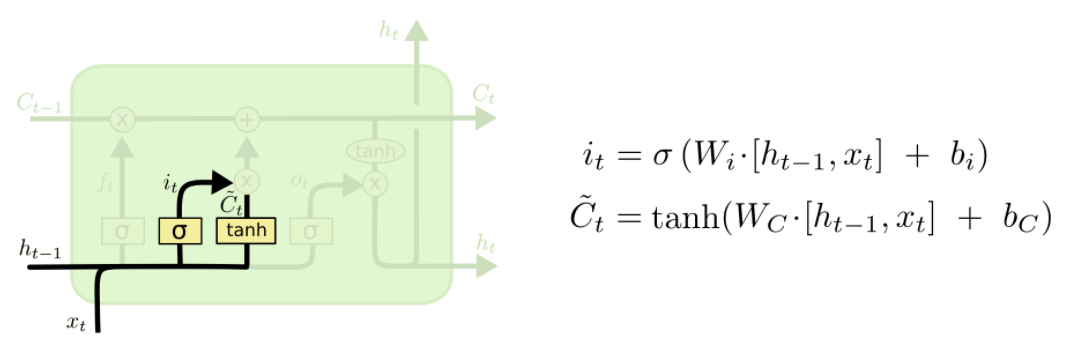 h_t
C_{t-1}
C_t
x
+
tanh
f_t
i_t
x
o_t
x
C̃_t
σ
σ
tanh
σ
h_{t-1}
h_t
x_t
i_t = σ (W_i·[h_{t-1}, x_t] + b_i)
C̃_t = tanh(W_C·[h_{t-1}, x_t] + b_C)